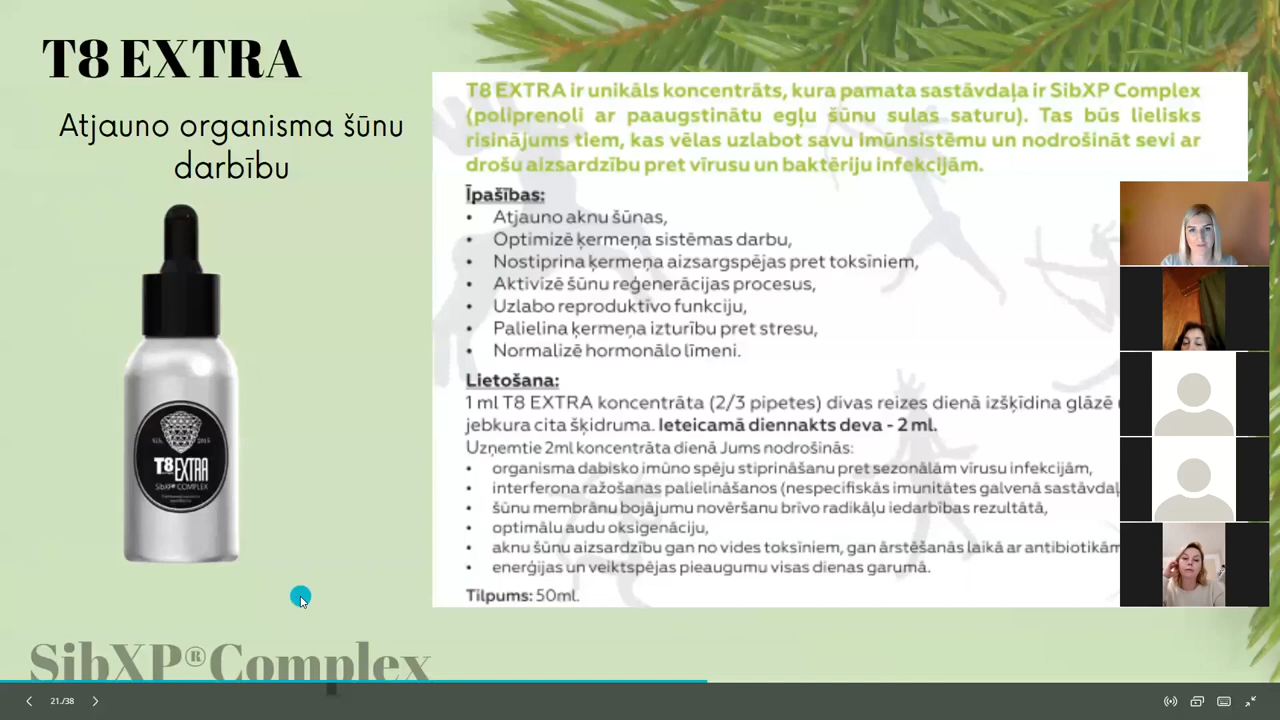 T8 EXTRA
Atjauno organisma šūnu
darbību
T8 EXTRA ir unikāls koncentrāts, kura pamata sastāvdaļa ir SibXP Complex
(poliprenoli ar paaugstinātu egļu šūnu sulas saturu). Tas būs lielisks
risinājums tiem, kas vēlas uzlabot savu imūnsistēmu un nodrošināt sevi ar
drošu aizsardzību pret vīrusu un baktēriju infekcijām.
Īpašības:
• Atjauno aknu šūnas,
• Optimizē ķermeņa sistēmas darbu,
• Nostiprina ķermeņa aizsargspējas pret toksīniem,
• Aktivizē šūnu reģenerācijas procesus,
• Uzlabo reproduktīvo funkciju,
• Palielina ķermeņa izturību pret stresu,
• Normalizē hormonālo līmeni.
Lietošana:
1 ml T8 EXTRA koncentrāta (2/3 pipetes) divas reizes dienā izšķīdina glāzē
jebkura cita šķidruma. Ieteicamā diennakts deva - 2 ml.
Uzņemtie 2ml koncentrāta dienā Jums nodrošinās:
• organisma dabisko imūno spēju stiprināšanu pret sezonālām vīrusu infekcijām,
• interferona ražošanas palielināšanos (nespecifiskās imunitātes galvenā sastāvdaļ
• šūnu membrānu bojājumu novēršanu brīvo radikāļu iedarbības rezultātā,
• optimālu audu oksigenāciju,
• aknu šūnu aizsardzību gan no vides toksīniem, gan ārstēšanās laikā ar antibiotikām
• enerģijas un veiktspējas pieaugumu visas dienas garumā.
Tilpums: 50ml.
T8 EXTRA
SibXP® COMPLEX
SibXP®Complex
21/38